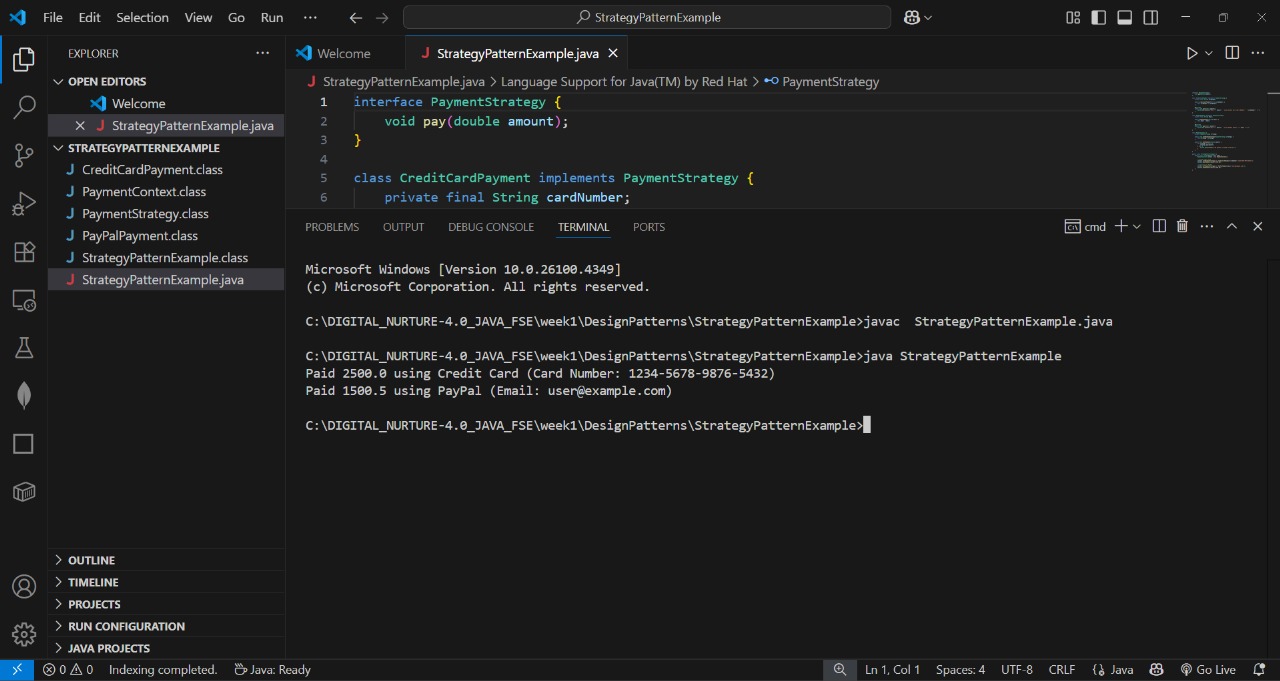 File Edit Selection View Go Run ··· StrategyPatternExample
EXPLORER ···
OPEN EDITORS
Welcome
StrategyPatternExample.java
STRATEGYPATTERNEXAMPLE
CreditCardPayment.class
PaymentContext.class
PaymentStrategy.class
PayPalPayment.class
StrategyPatternExample.class
StrategyPatternExample.java
OUTLINE
TIMELINE
PROJECTS
RUN CONFIGURATION
JAVA PROJECTS
Welcome StrategyPatternExample.java
StrategyPatternExample.java > Language Support for Java(TM) by Red Hat > PaymentStrategy
1 interface PaymentStrategy {
2 void pay(double amount);
3 }
4
5 class CreditCardPayment implements PaymentStrategy {
6 private final String cardNumber;
PROBLEMS OUTPUT DEBUG CONSOLE TERMINAL PORTS cmd
Microsoft Windows [Version 10.0.26100.4349]
(c) Microsoft Corporation. All rights reserved.
C:\DIGITAL_NURTURE-4.0_JAVA_FSE\week1\DesignPatterns\StrategyPatternExample>javac  StrategyPatternExample.java
C:\DIGITAL_NURTURE-4.0_JAVA_FSE\week1\DesignPatterns\StrategyPatternExample>java StrategyPatternExample
Paid 2500.0 using Credit Card (Card Number: 1234-5678-9876-5432)
Paid 1500.5 using PayPal (Email: user@example.com)
C:\DIGITAL_NURTURE-4.0_JAVA_FSE\week1\DesignPatterns\StrategyPatternExample>
0 0 Indexing completed. Java: Ready Ln 1, Col 1 Spaces: 4 UTF-8 CRLF {} Java Go Live